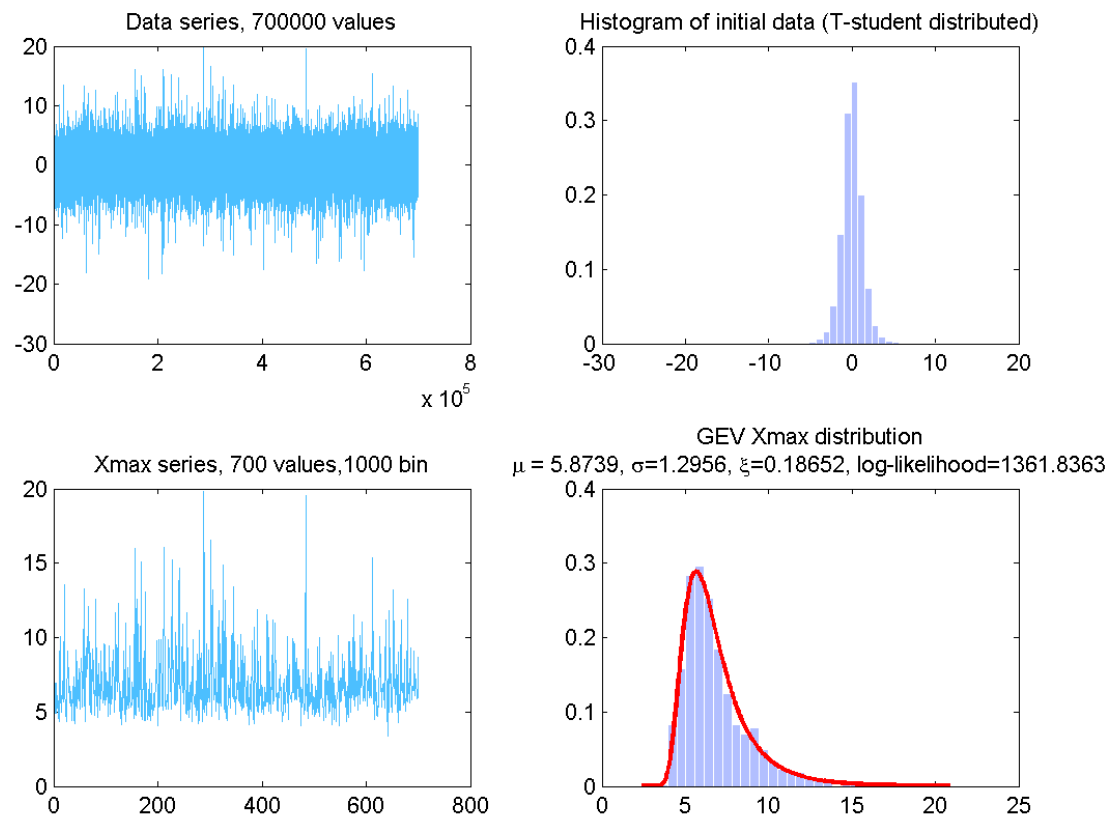 Data series, 700000 values
20
10
0
-10
-20
-30
0 2 4 6 8
x 10^5
Histogram of initial data (T-student distributed)
0.4
0.3
0.2
0.1
0
-30 -20 -10 0 10 20
Xmax series, 700 values,1000 bin
20
15
10
5
0
0 200 400 600 800
GEV Xmax distribution
μ = 5.8739, σ=1.2956, ξ=0.18652, log-likelihood=1361.8363
0.4
0.3
0.2
0.1
0
0 5 10 15 20 25